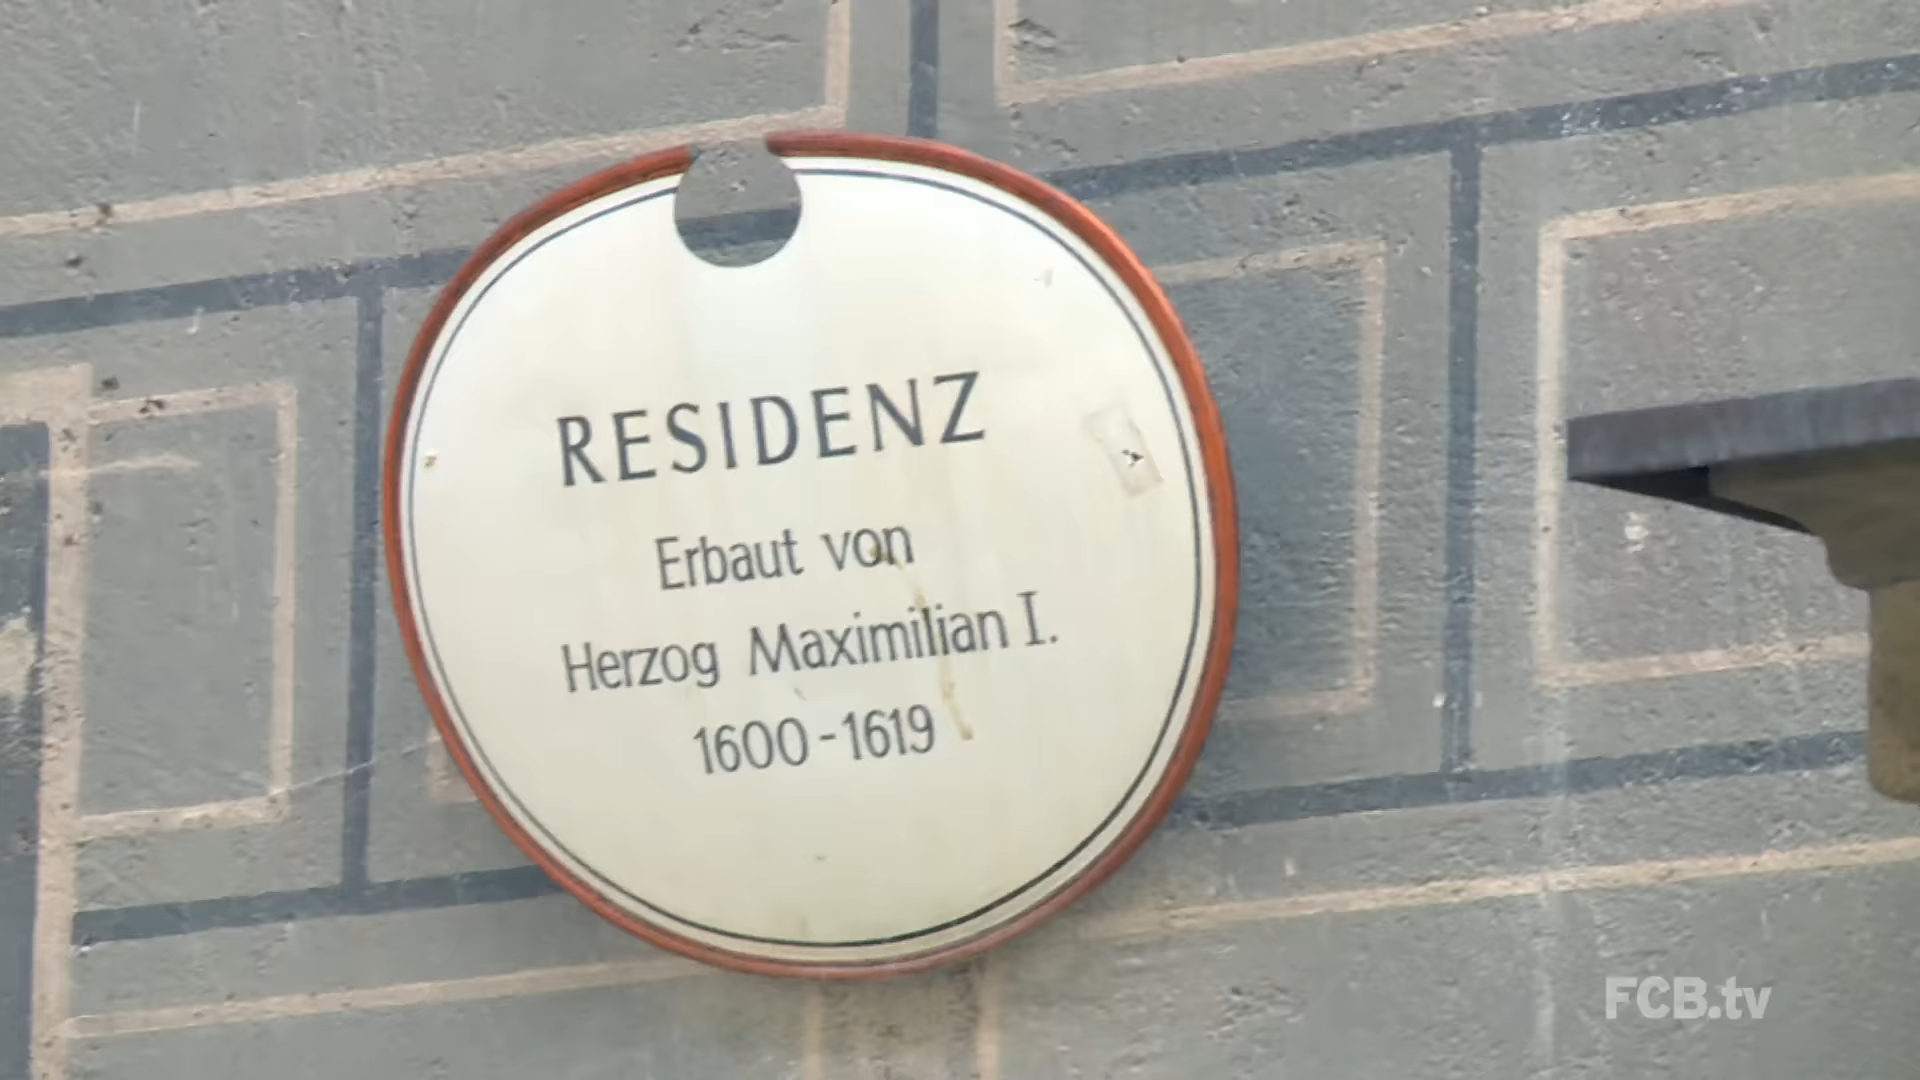 RESIDENZ
Erbaut von
Herzog Maximilian I.
1600-1619
FCB.tv